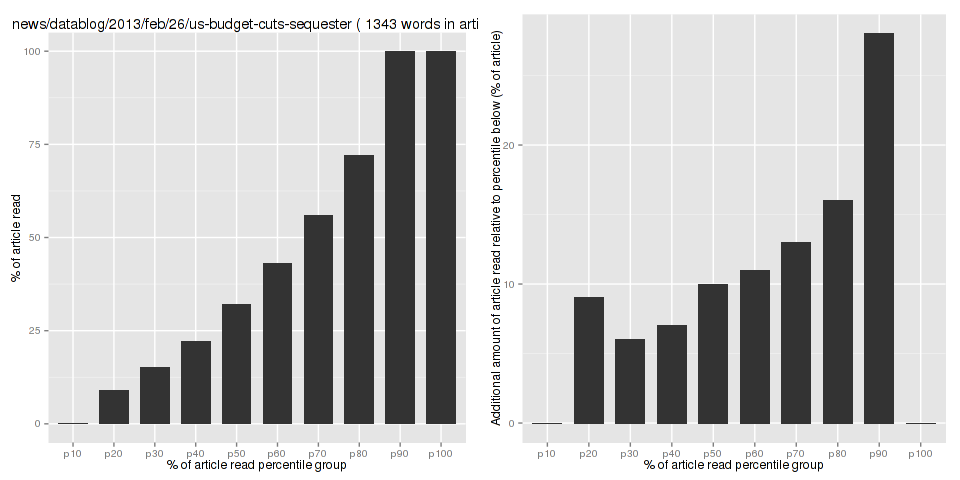 news/datablog/2013/feb/26/us-budget-cuts-sequester ( 1343 words in arti
% of article read
100
75
50
25
0
p10 p20 p30 p40 p50 p60 p70 p80 p90 p100
% of article read percentile group
Additional amount of article read relative to percentile below (% of article)
20
10
0
p10 p20 p30 p40 p50 p60 p70 p80 p90 p100
% of article read percentile group